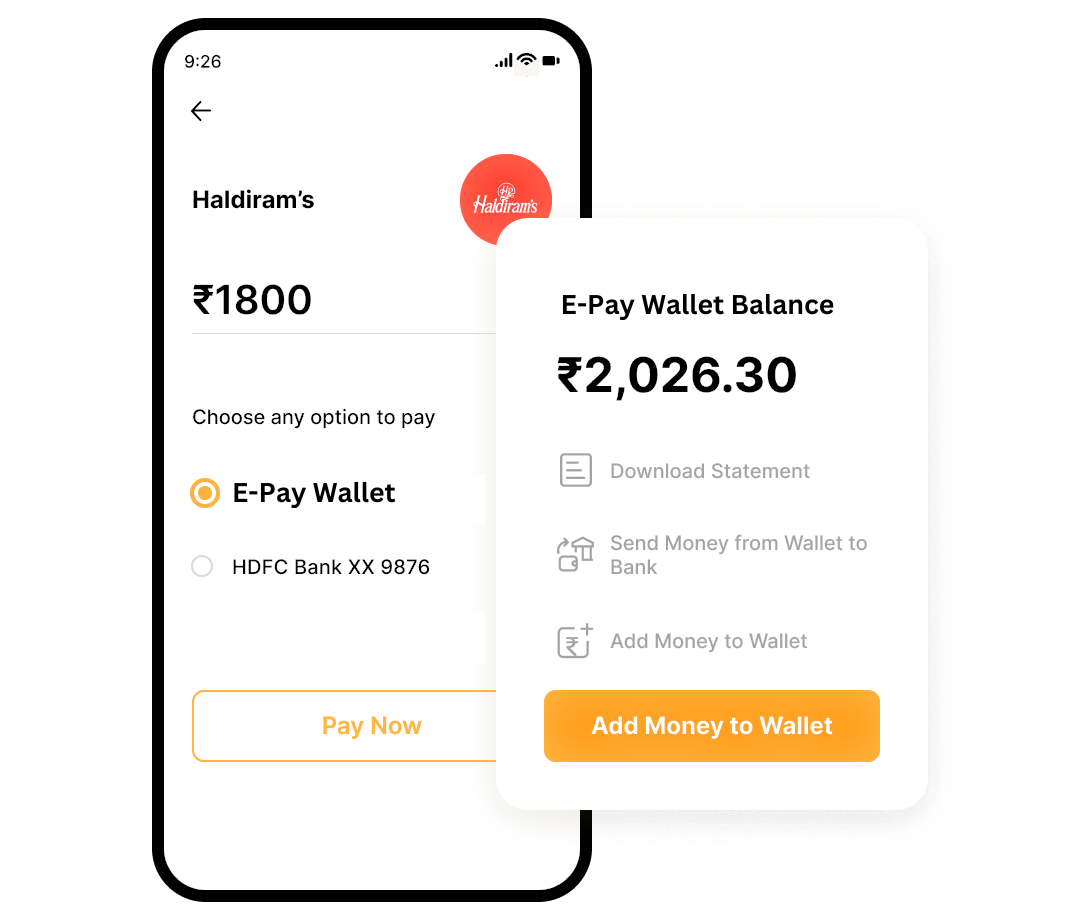 9:26
Haldiram’s
HR
Haldiram's
₹1800
Choose any option to pay
E-Pay Wallet
HDFC Bank XX 9876
Pay Now
E-Pay Wallet Balance
₹2,026.30
Download Statement
Send Money from Wallet to
Bank
₹
Add Money to Wallet
Add Money to Wallet